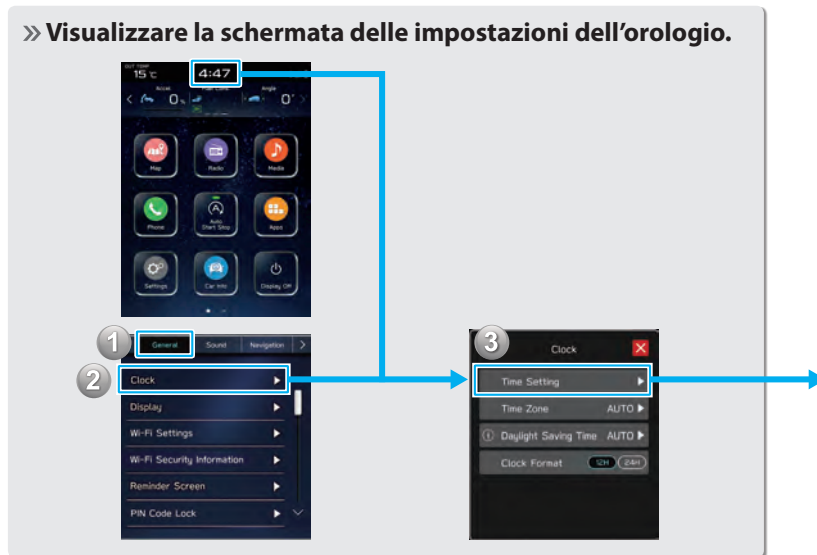 » Visualizzare la schermata delle impostazioni dell'orologio.
OUT TEMP
15 °C
4:47
Accel.
Angle
0 %
0°
Map
Radio
Media
Phone
Auto Start Stop
Apps
Settings
Car Info
Display Off
1
General Sound Navigation >
2
Clock
Display
Wi-Fi Settings
Wi-Fi Security Information
Reminder Screen
PIN Code Lock
3
Clock
Time Setting
Time Zone AUTO
Daylight Saving Time AUTO
Clock Format 12H 24H